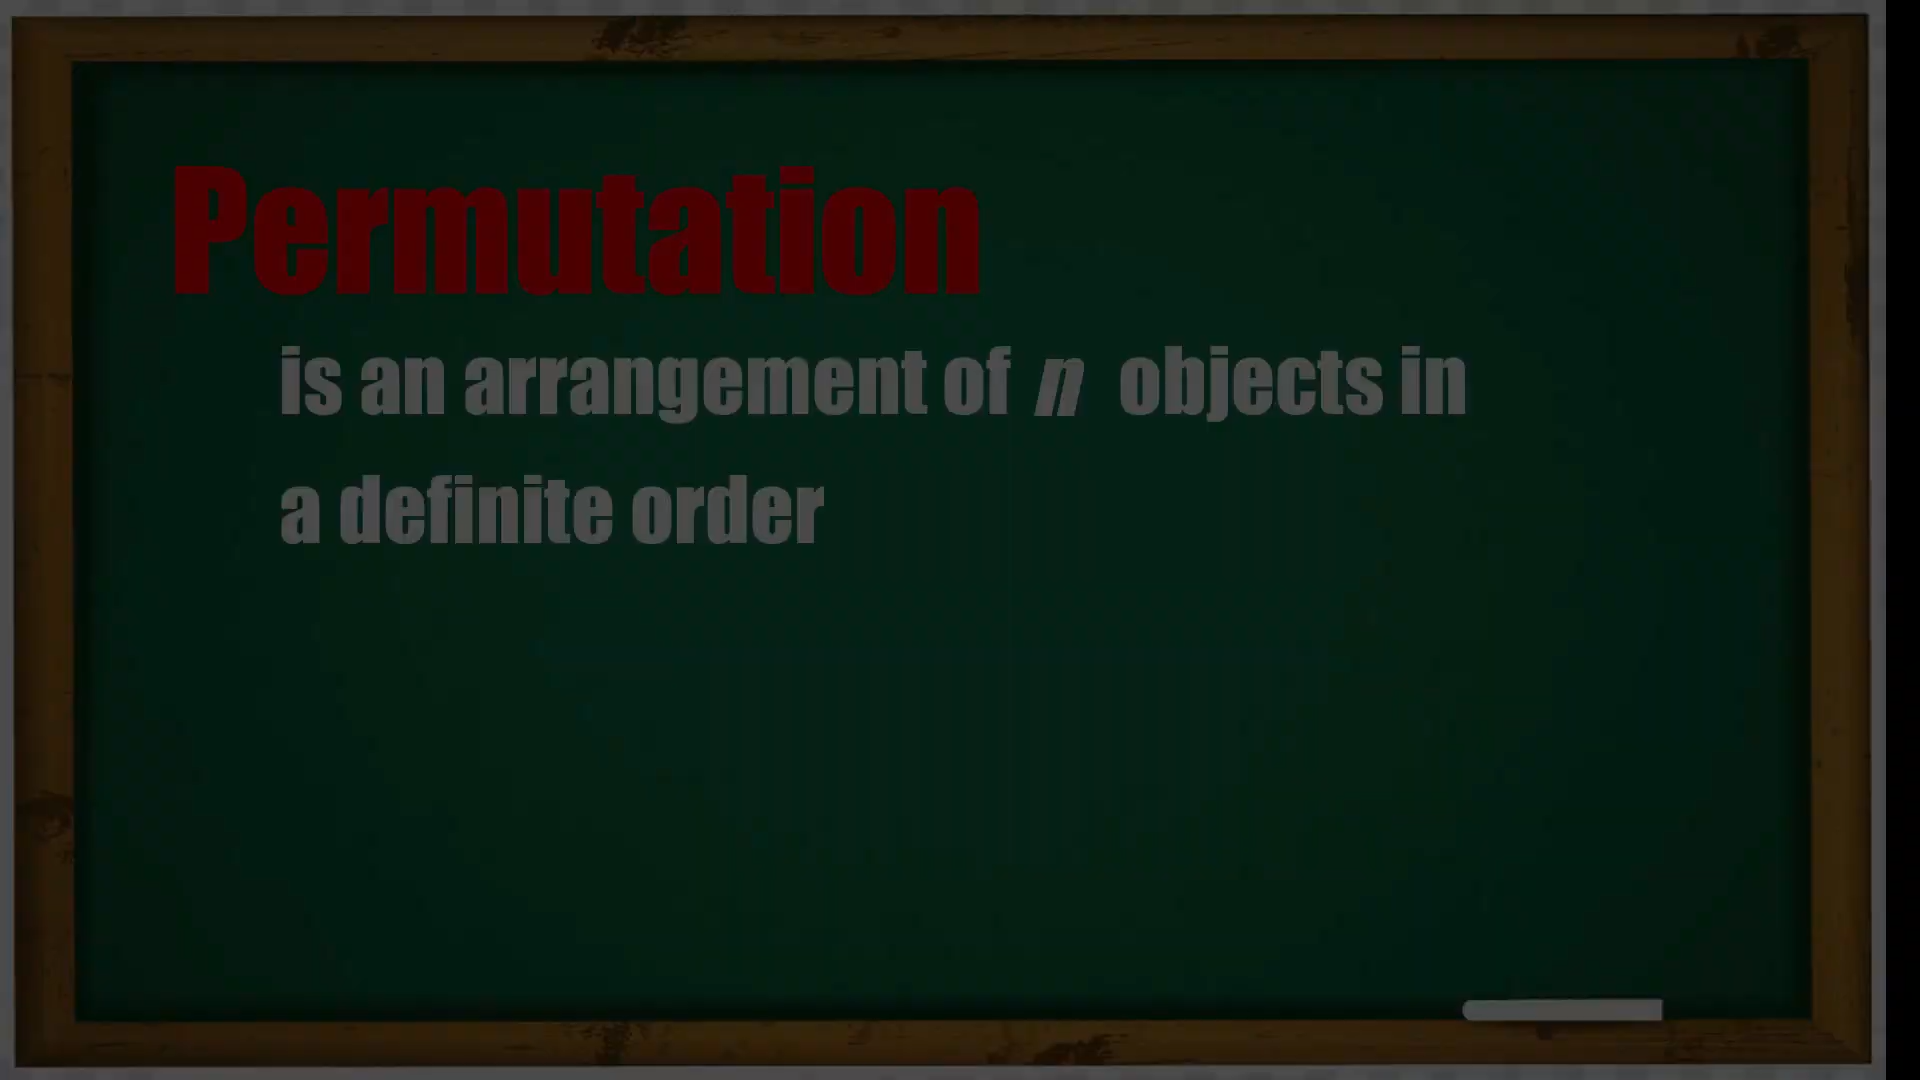 Permutation
is an arrangement of n objects in
a definite order